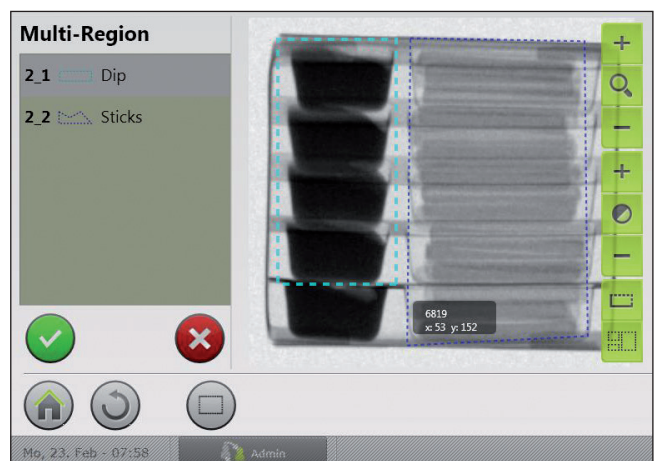 Multi-Region
2_1 Dip
2_2 Sticks
6819
x: 53 y: 152
Mo, 23. Feb - 07:58
Admin